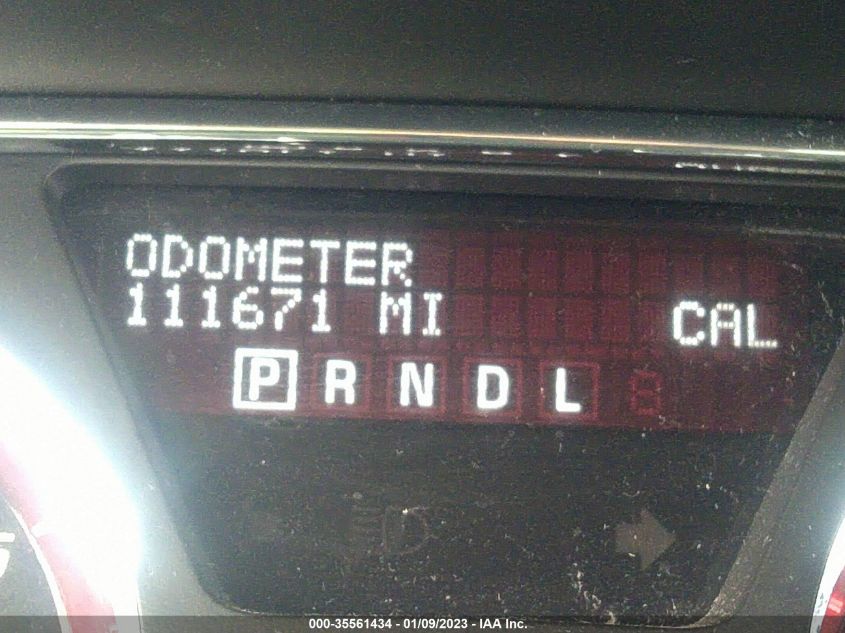 ODOMETER
111671 MI CAL
P R N D L
000-35561434 - 01/09/2023 - IAA Inc.